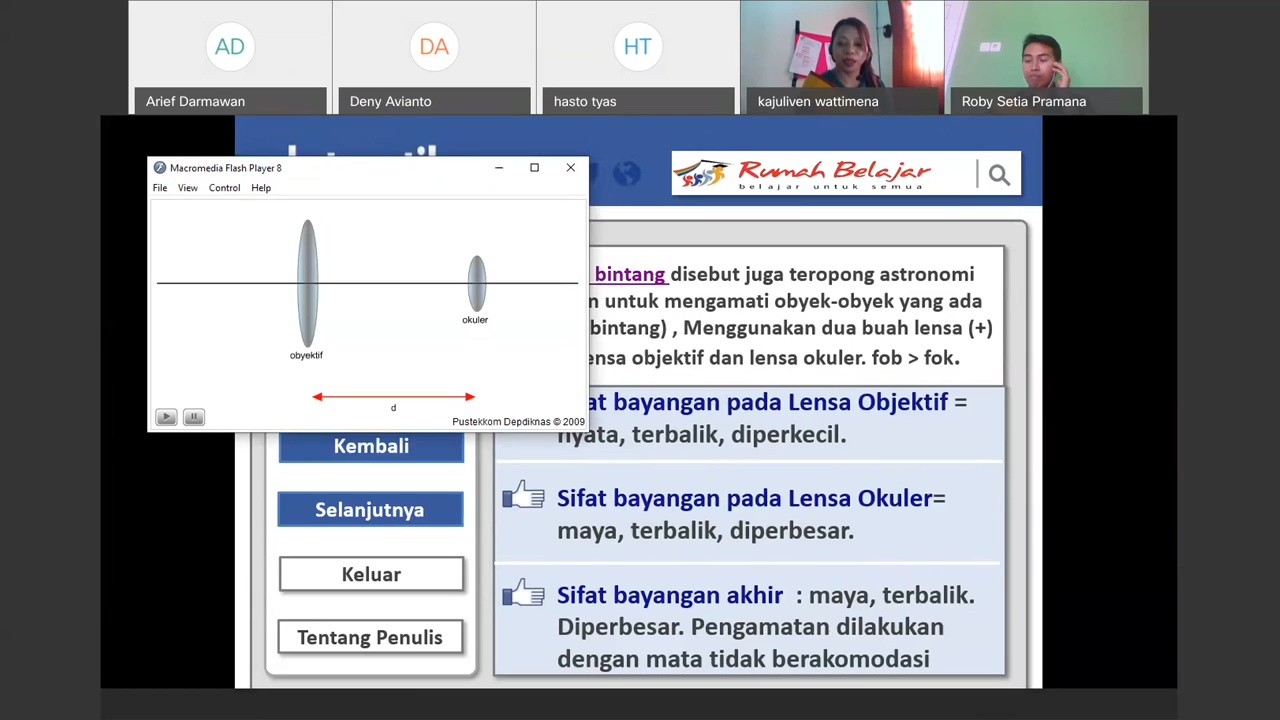 AD
DA
HT
Arief Darmawan
Deny Avianto
hasto tyas
kajuliven wattimena
Roby Setia Pramana
Macromedia Flash Player 8
File View Control Help
obyektif
okuler
d
Pustekkom Depdiknas © 2009
Rumah Belajar
belajar untuk semua
bintang disebut juga teropong astronomi
n untuk mengamati obyek-obyek yang ada
bintang) , Menggunakan dua buah lensa (+)
ensa objektif dan lensa okuler. fob > fok.
at bayangan pada Lensa Objektif =
nyata, terbalik, diperkecil.
Sifat bayangan pada Lensa Okuler=
maya, terbalik, diperbesar.
Sifat bayangan akhir : maya, terbalik.
Diperbesar. Pengamatan dilakukan
dengan mata tidak berakomodasi
Kembali
Selanjutnya
Keluar
Tentang Penulis